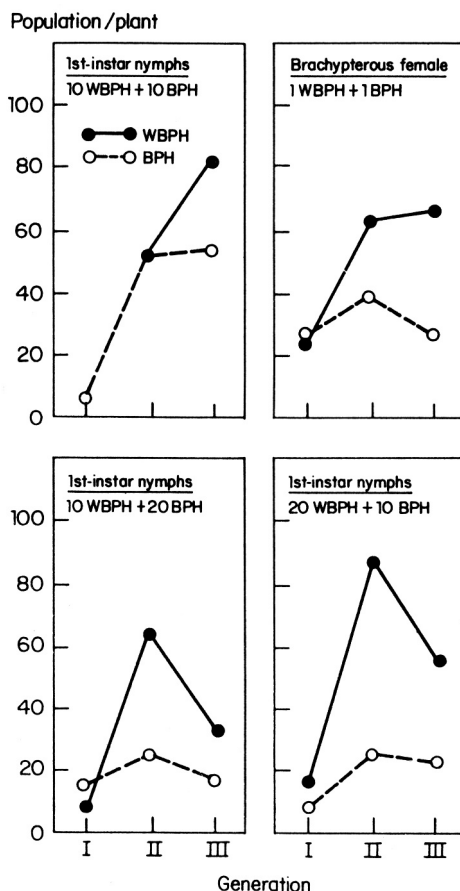 Population/plant
1st-instar nymphs
10 WBPH + 10 BPH
WBPH
BPH
Brachypterous female
1 WBPH + 1 BPH
100
80
60
40
20
0
1st-instar nymphs
10 WBPH + 20 BPH
1st-instar nymphs
20 WBPH + 10 BPH
100
80
60
40
20
0
I II III I II III
Generation